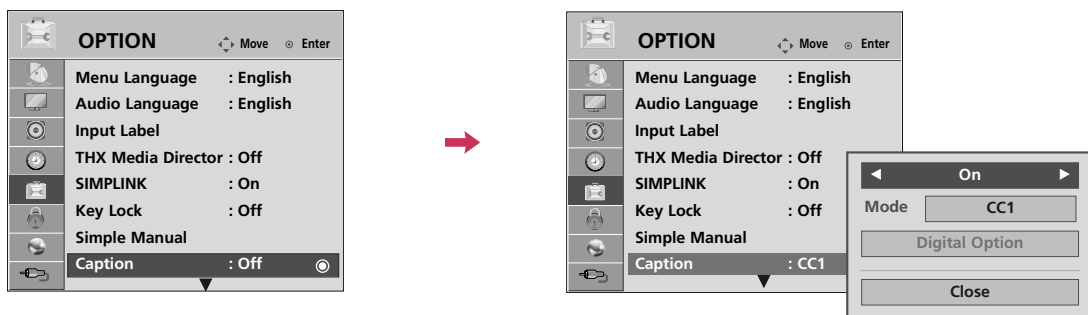 OPTION Move Enter
Menu Language : English
Audio Language : English
Input Label
THX Media Director : Off
SIMPLINK : On
Key Lock : Off
Simple Manual
Caption : Off
OPTION Move Enter
Menu Language : English
Audio Language : English
Input Label
THX Media Director : Off
SIMPLINK : On
Key Lock : Off
Simple Manual
Caption : CC1
On
Mode CC1
Digital Option
Close